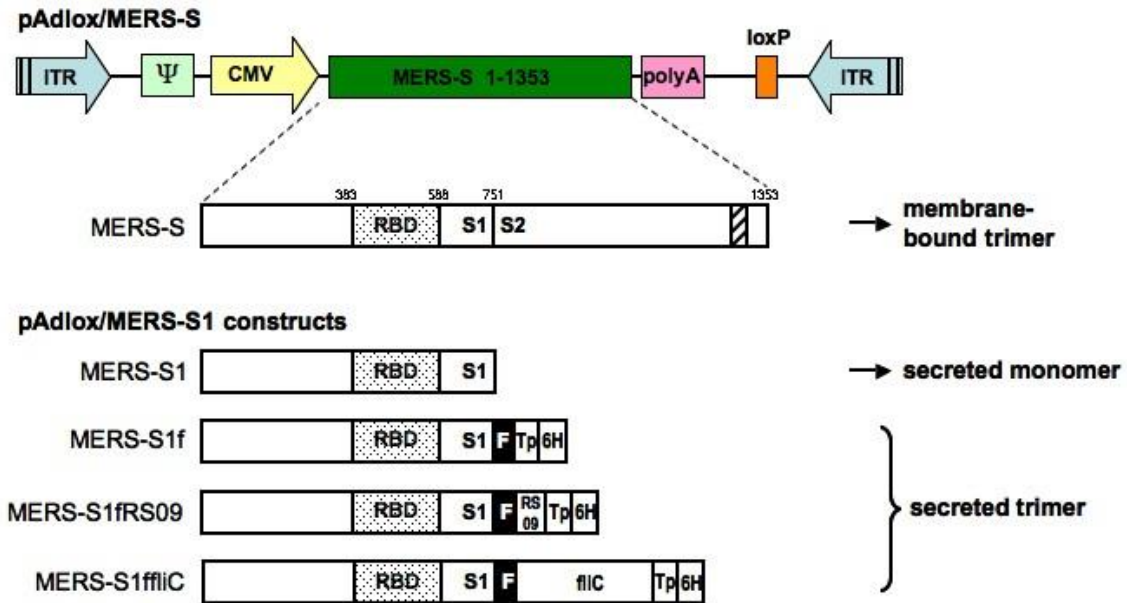 pAdlox/MERS-S
ITR Ψ CMV MERS-S 1-1353 polyA loxP ITR
383 588 751 1353
MERS-S RBD S1 S2 membrane-
bound trimer
pAdlox/MERS-S1 constructs
MERS-S1 RBD S1 secreted monomer
MERS-S1f RBD S1 F Tp 6H
MERS-S1fRS09 RBD S1 F RS
09 Tp 6H secreted trimer
MERS-S1ffliC RBD S1 F fliC Tp 6H